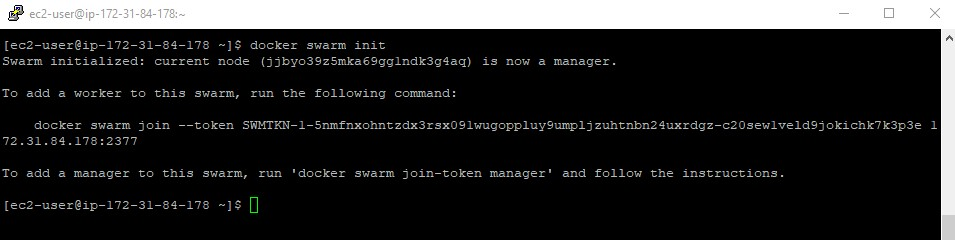 ec2-user@ip-172-31-84-178:~
[ec2-user@ip-172-31-84-178 ~]$ docker swarm init
Swarm initialized: current node (jjbyo39z5mka69gglndk3g4aq) is now a manager.
To add a worker to this swarm, run the following command:
docker swarm join --token SWMTKN-1-5nmfnxohntzdx3rsx091wugoppluy9umpljzuhtnbn24uxrdgz-c20sew1veld9jokichk7k3p3e 1
72.31.84.178:2377
To add a manager to this swarm, run 'docker swarm join-token manager' and follow the instructions.
[ec2-user@ip-172-31-84-178 ~]$